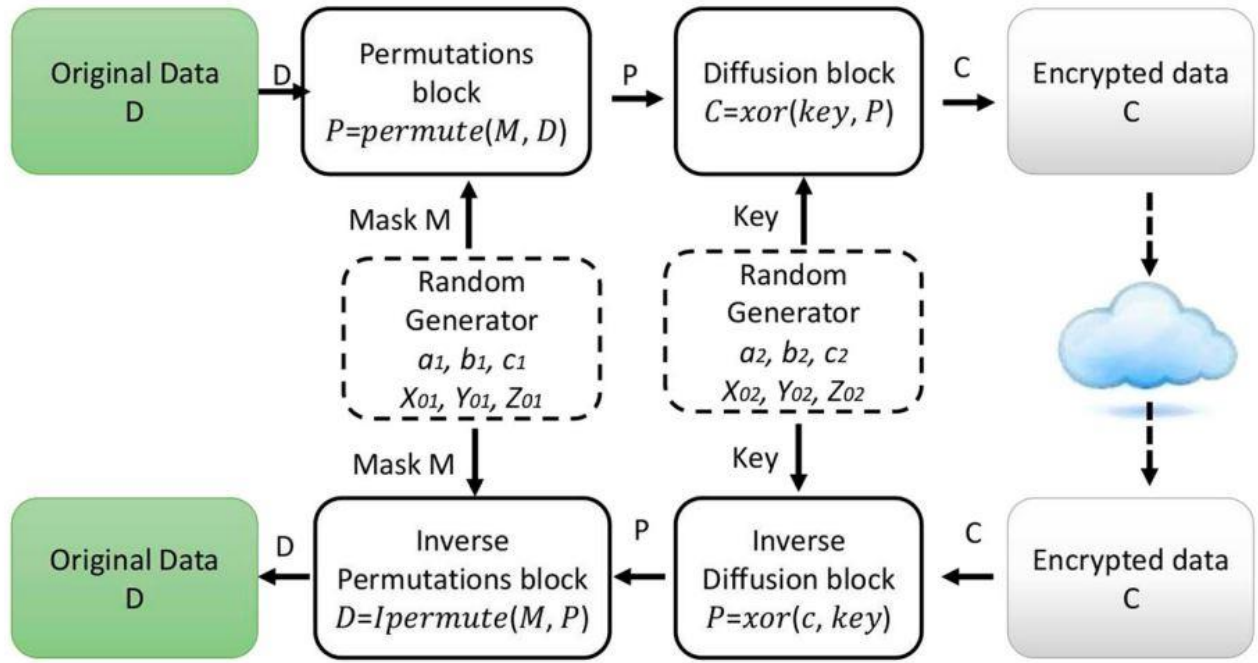 Original Data
D
D
Permutations
block
P=permute(M, D)
P
Diffusion block
C=xor(key, P)
C
Encrypted data
C
Mask M
Key
Random
Generator
a1, b1, c1
X01, Y01, Z01
Random
Generator
a2, b2, c2
X02, Y02, Z02
Mask M
Key
Original Data
D
D
Inverse
Permutations block
D=Ipermute(M, P)
P
Inverse
Diffusion block
P=xor(c, key)
C
Encrypted data
C